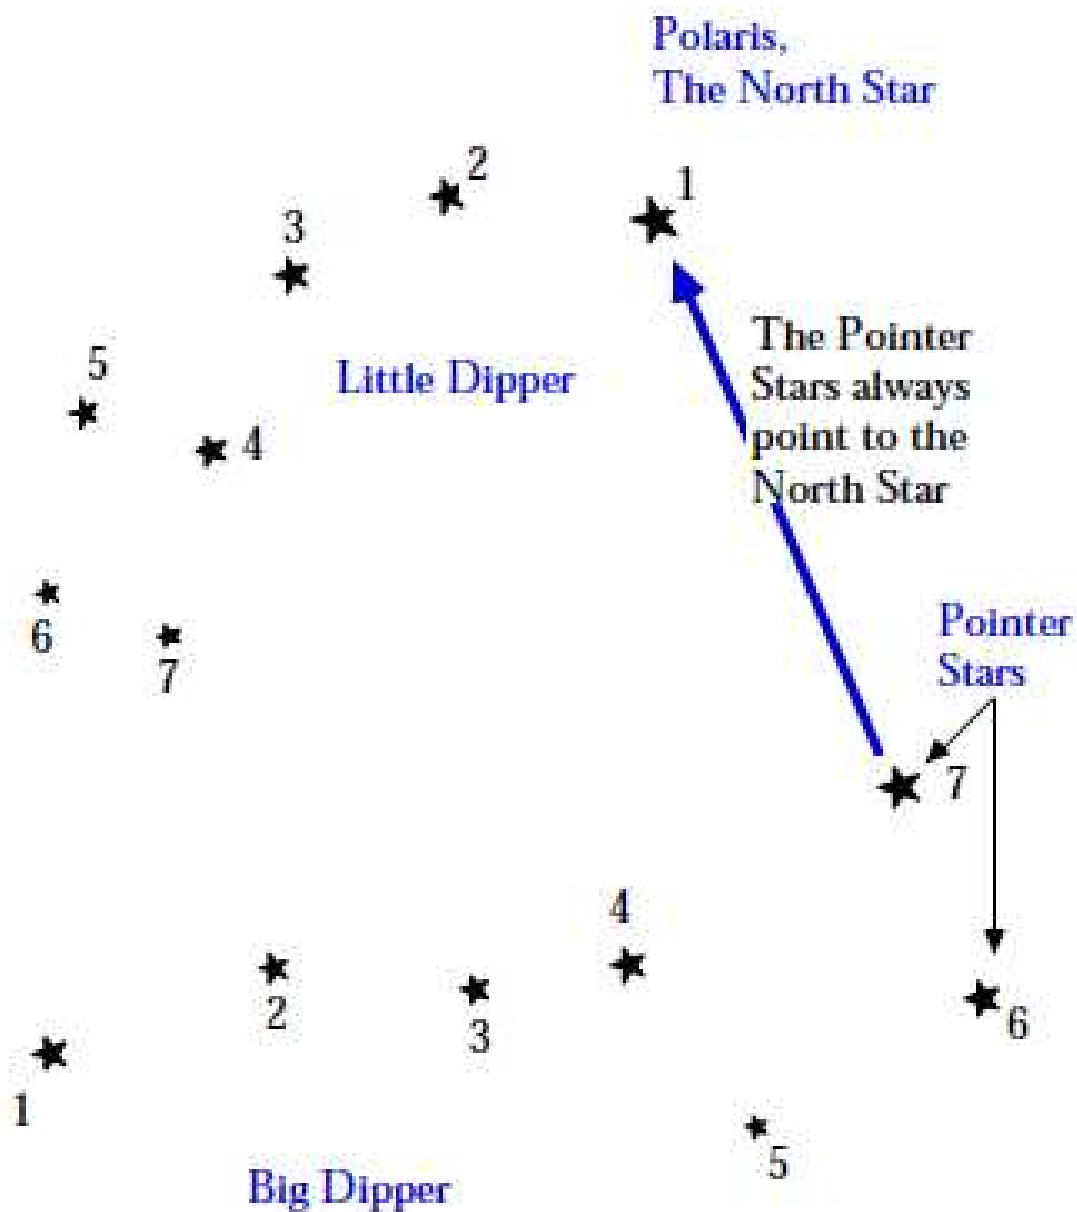 Polaris,
The North Star
2
1
3
The Pointer
Stars always
point to the
North Star
5
Little Dipper
4
6
7
Pointer
Stars
7
4
2
3
6
1
5
Big Dipper